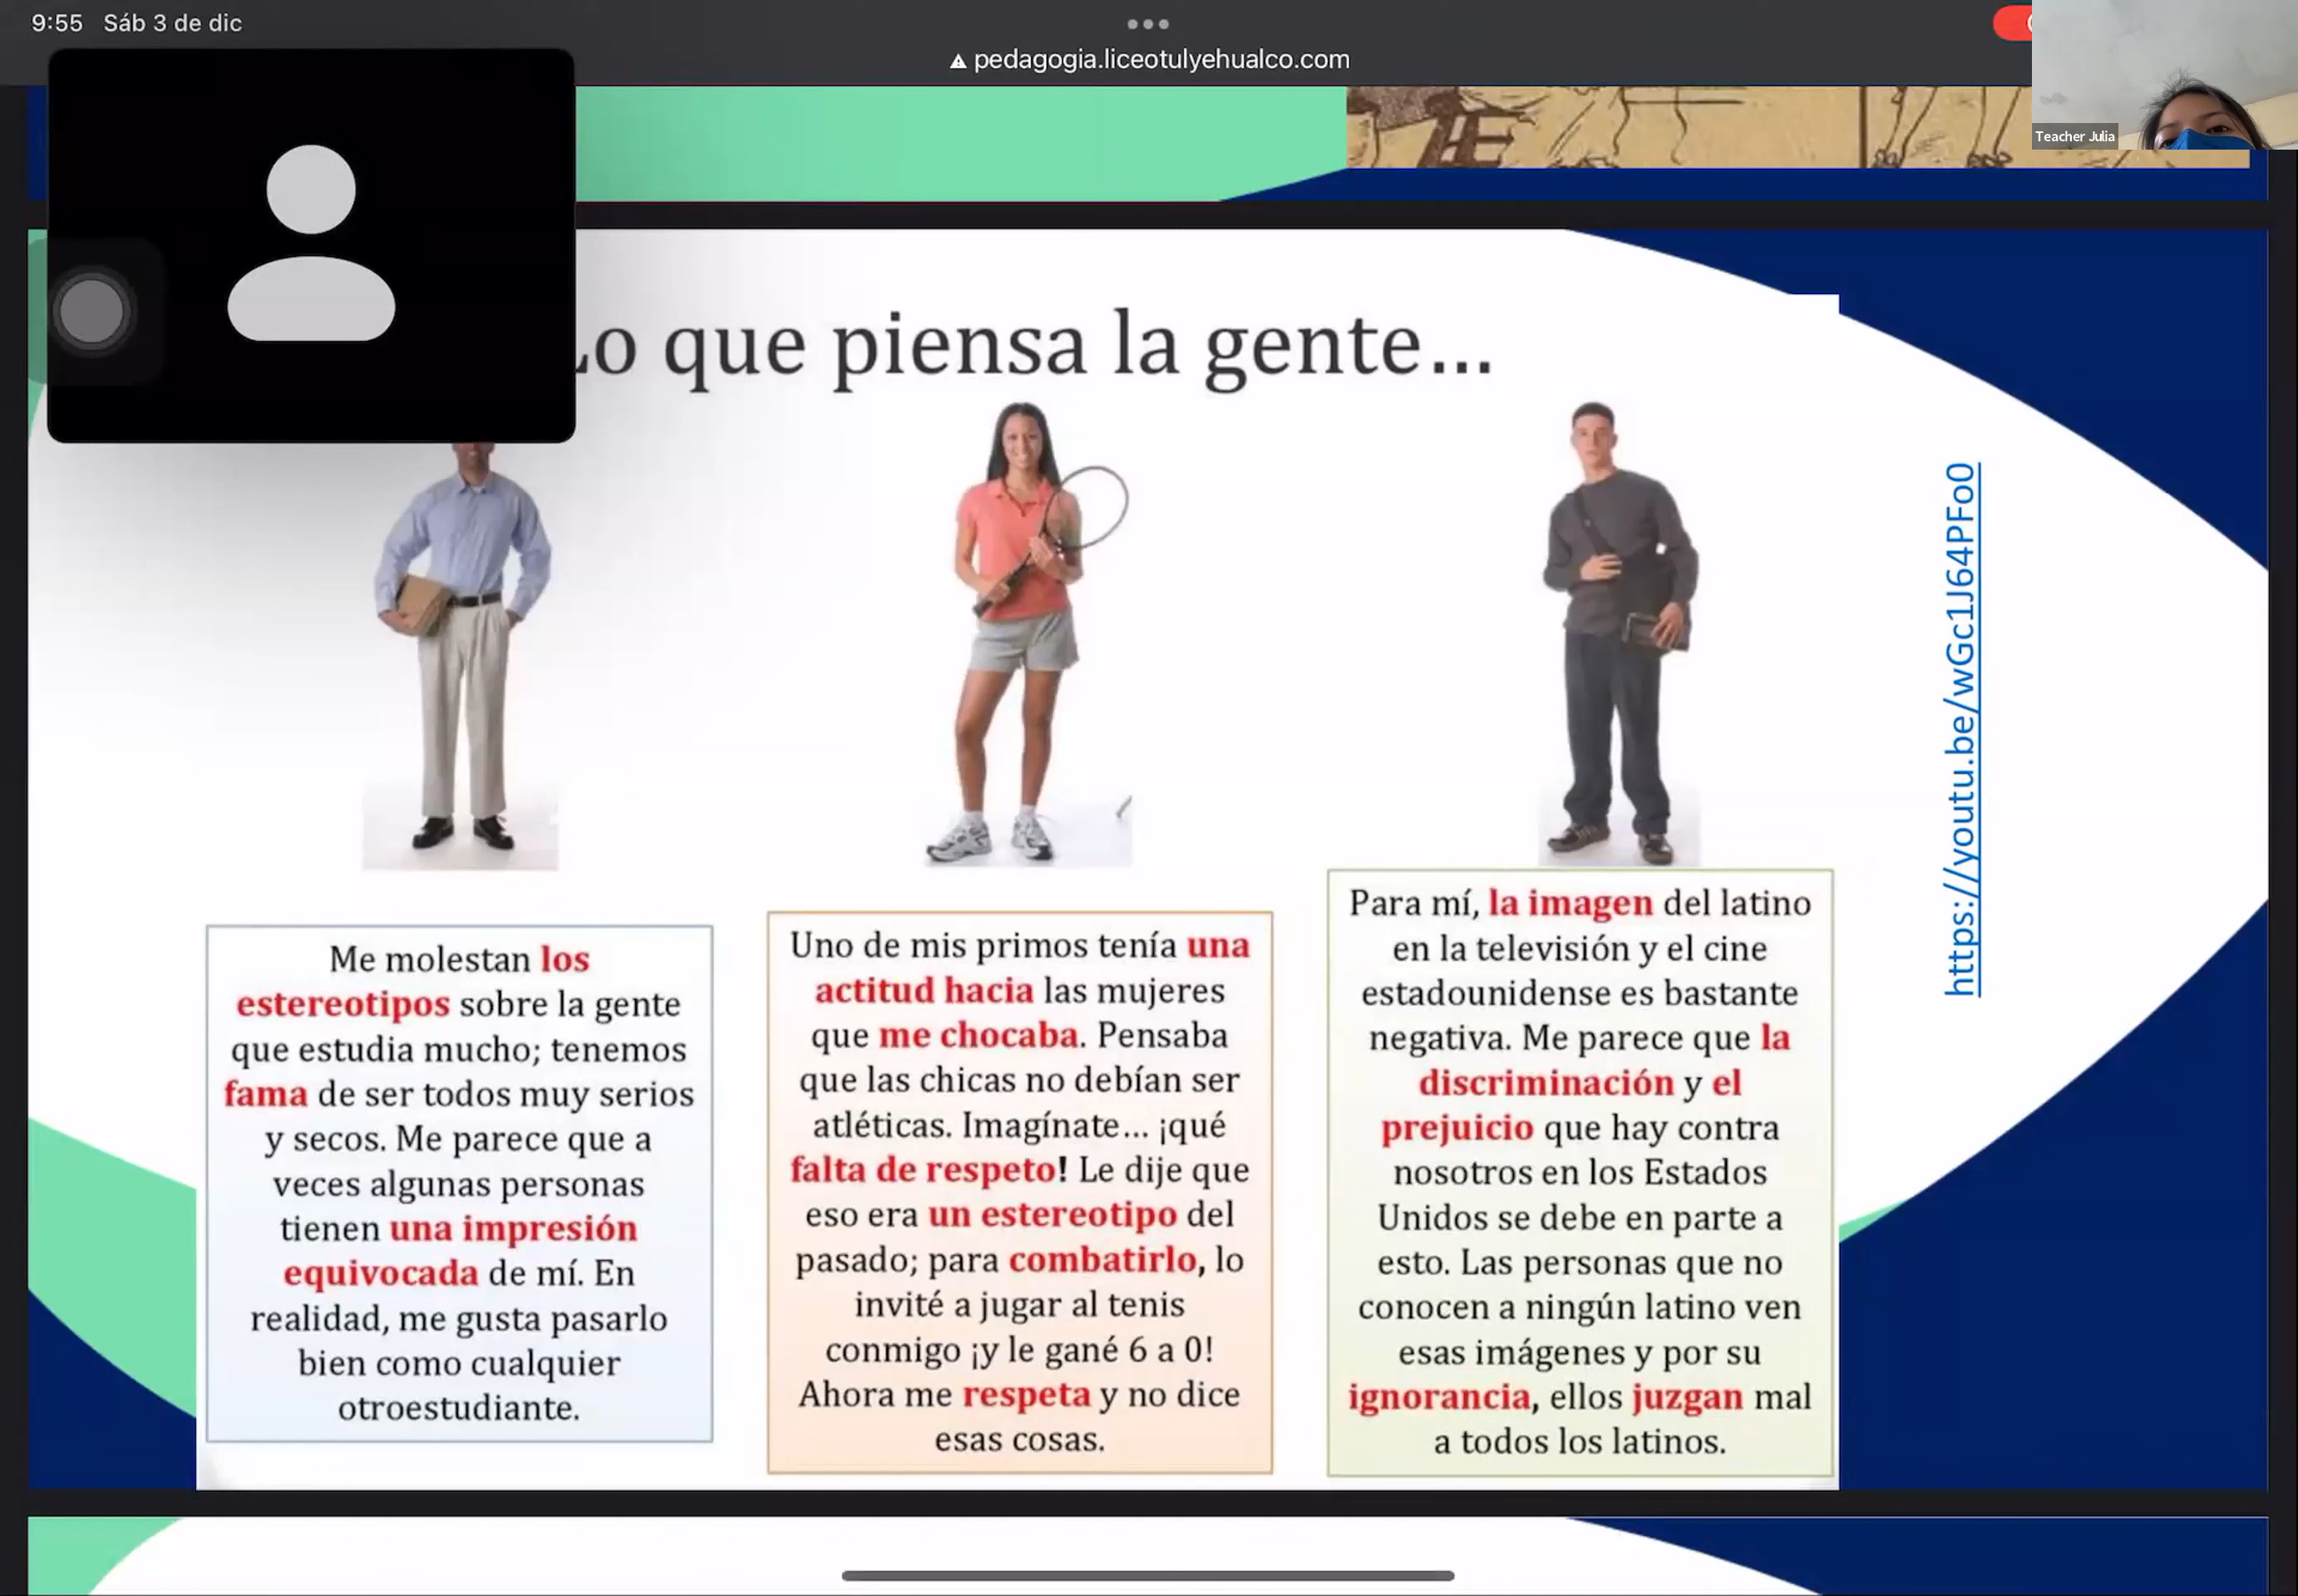 9:55 Sáb 3 de dic
pedagogia.liceotulyehualco.com
Teacher Julia
Lo que piensa la gente...
Me molestan los
estereotipos sobre la gente
que estudia mucho; tenemos
fama de ser todos muy serios
y secos. Me parece que a
veces algunas personas
tienen una impresión
equivocada de mí. En
realidad, me gusta pasarlo
bien como cualquier
otroestudiante.
Uno de mis primos tenía una
actitud hacia las mujeres
que me chocaba. Pensaba
que las chicas no debían ser
atléticas. Imagínate... ¡qué
falta de respeto! Le dije que
eso era un estereotipo del
pasado; para combatirlo, lo
invité a jugar al tenis
conmigo ¡y le gané 6 a 0!
Ahora me respeta y no dice
esas cosas.
Para mí, la imagen del latino
en la televisión y el cine
estadounidense es bastante
negativa. Me parece que la
discriminación y el
prejuicio que hay contra
nosotros en los Estados
Unidos se debe en parte a
esto. Las personas que no
conocen a ningún latino ven
esas imágenes y por su
ignorancia, ellos juzgan mal
a todos los latinos.
https://youtu.be/wGc1J64PFo0